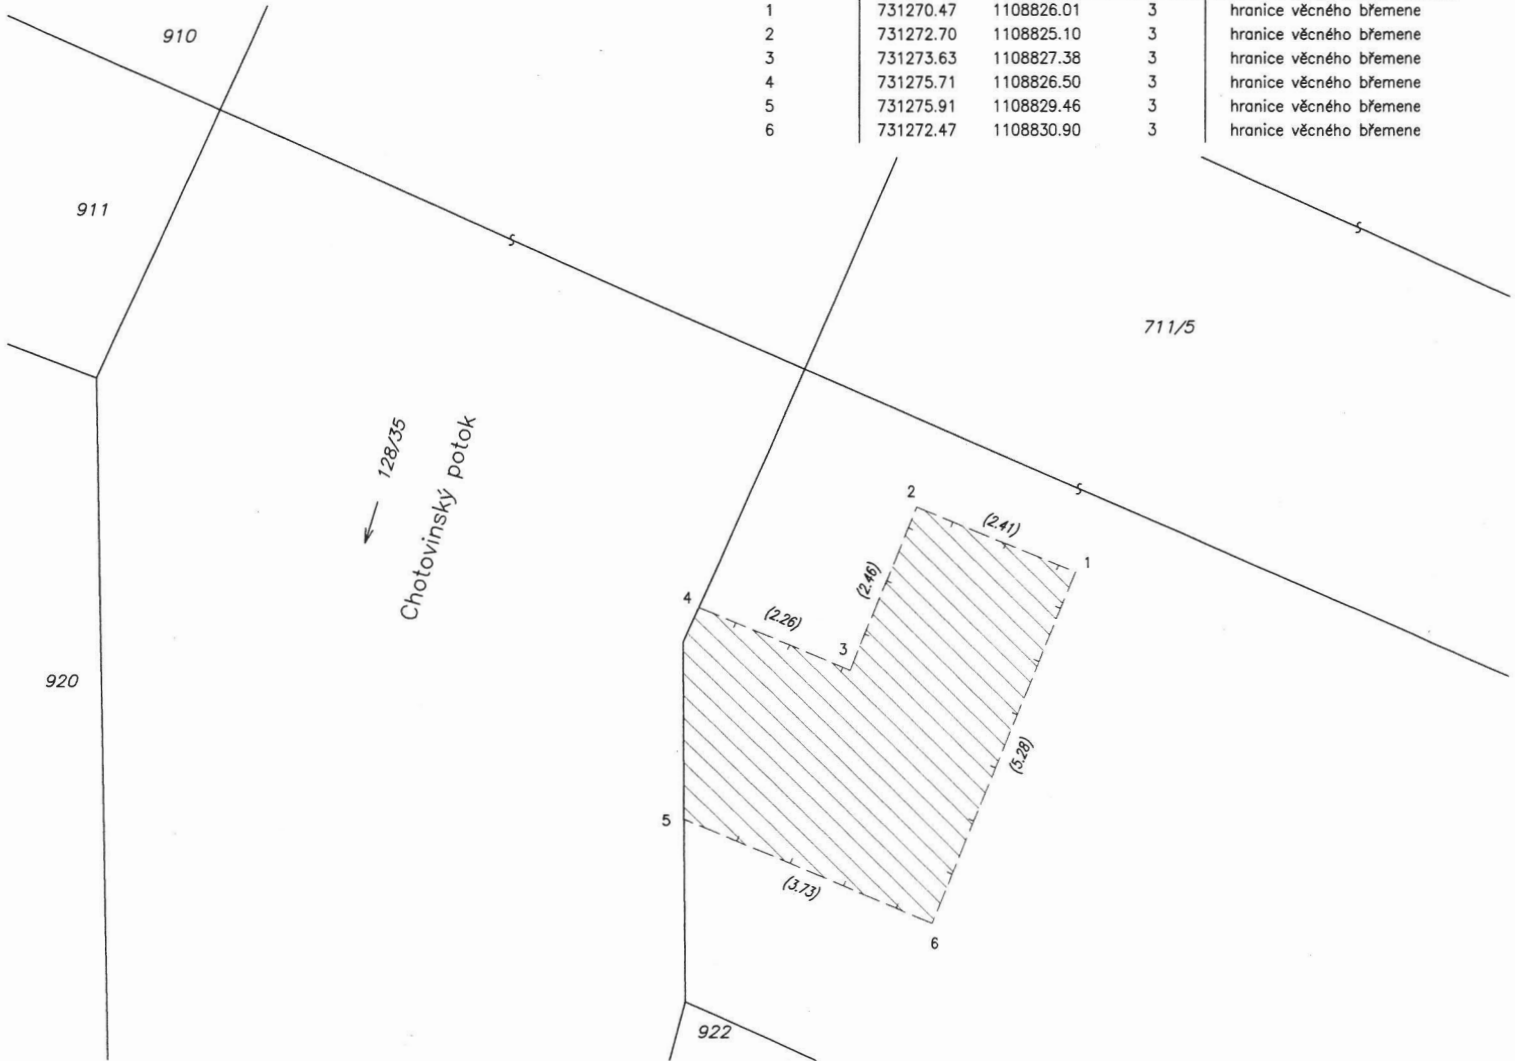 1 731270.47 1108826.01 3 hranice věcného břemene
2 731272.70 1108825.10 3 hranice věcného břemene
3 731273.63 1108827.38 3 hranice věcného břemene
4 731275.71 1108826.50 3 hranice věcného břemene
5 731275.91 1108829.46 3 hranice věcného břemene
6 731272.47 1108830.90 3 hranice věcného břemene
910
911
711/5
128/35
Chotovinský potok
2
(2.41)
1
(2.46)
4
(2.26)
3
920
(5.28)
5
(3.73)
6
922